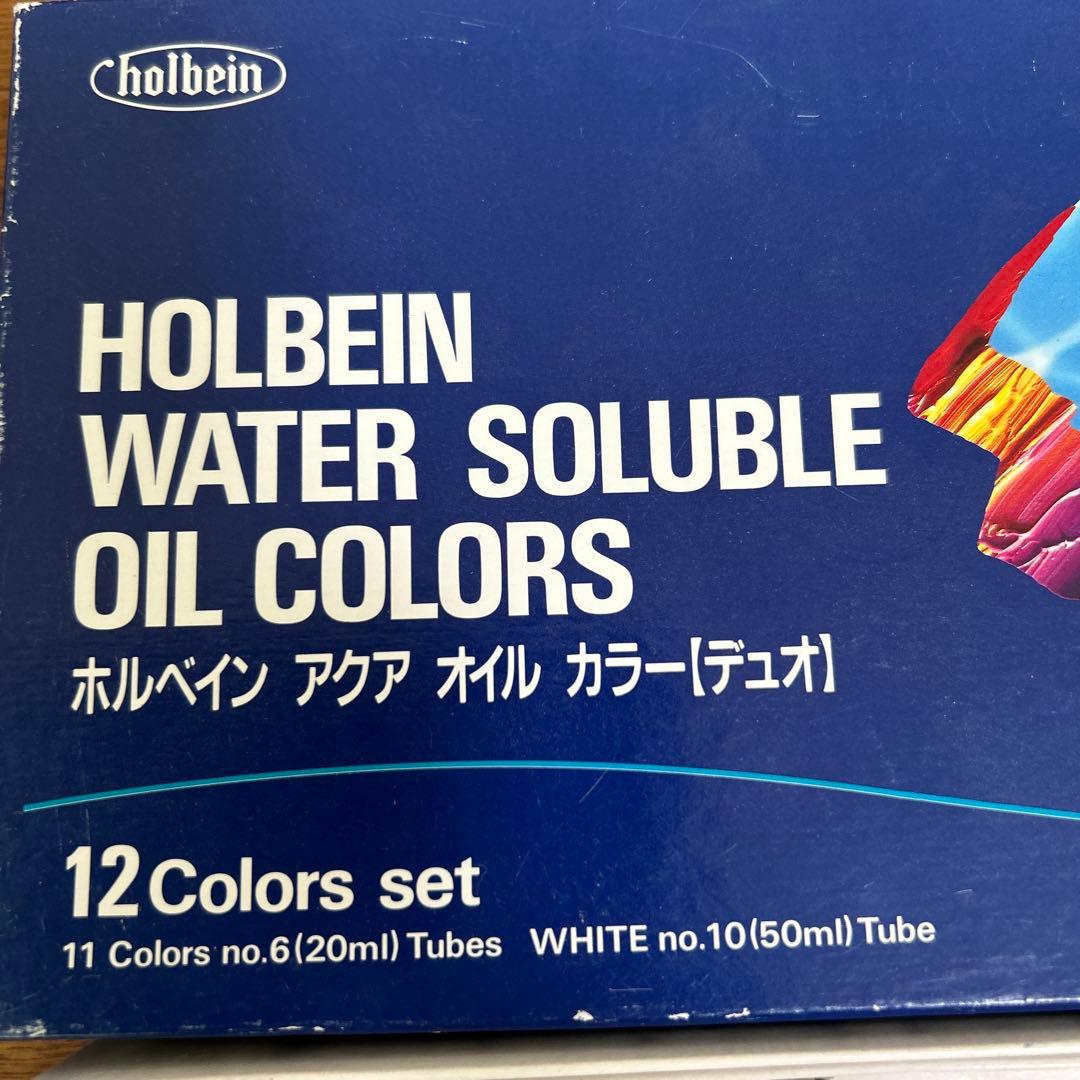 holbein
HOLBEIN
WATER SOLUBLE
OIL COLORS
ホルベイン アクア オイル カラー【デュオ】
12 Colors set
11 Colors no.6(20ml) Tubes WHITE no.10(50ml) Tube